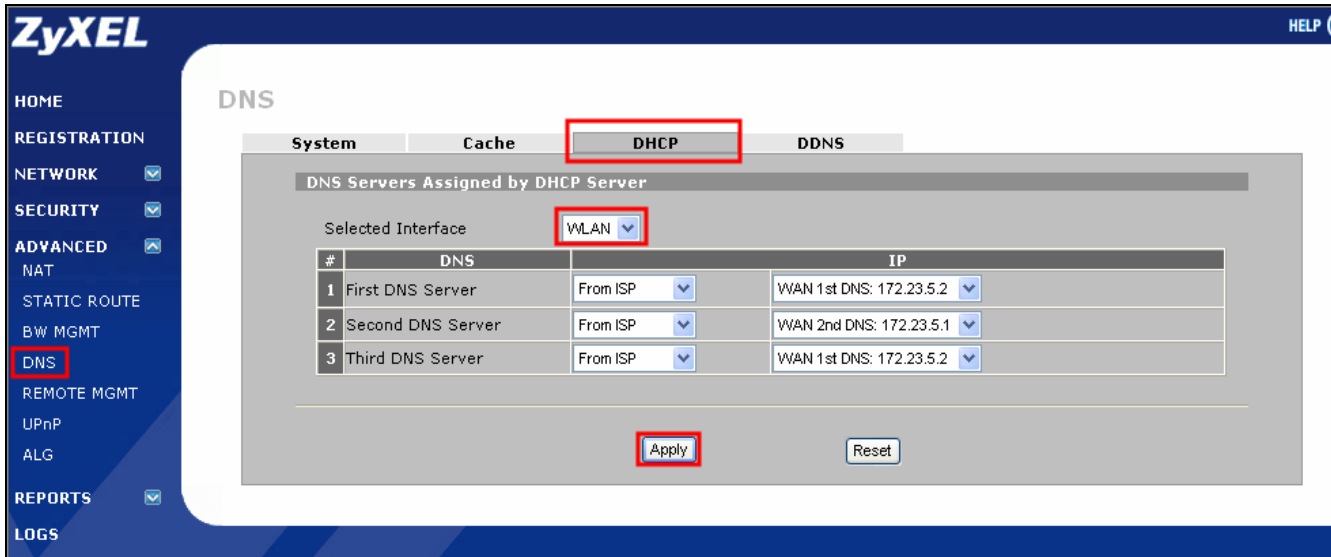 ZyXEL
HELP
HOME
REGISTRATION
NETWORK
SECURITY
ADVANCED
NAT
STATIC ROUTE
BW MGMT
DNS
REMOTE MGMT
UPnP
ALG
REPORTS
LOGS
DNS
System Cache DHCP DDNS
DNS Servers Assigned by DHCP Server
Selected Interface WLAN
# DNS IP
1 First DNS Server From ISP WAN 1st DNS: 172.23.5.2
2 Second DNS Server From ISP WAN 2nd DNS: 172.23.5.1
3 Third DNS Server From ISP WAN 1st DNS: 172.23.5.2
Apply Reset